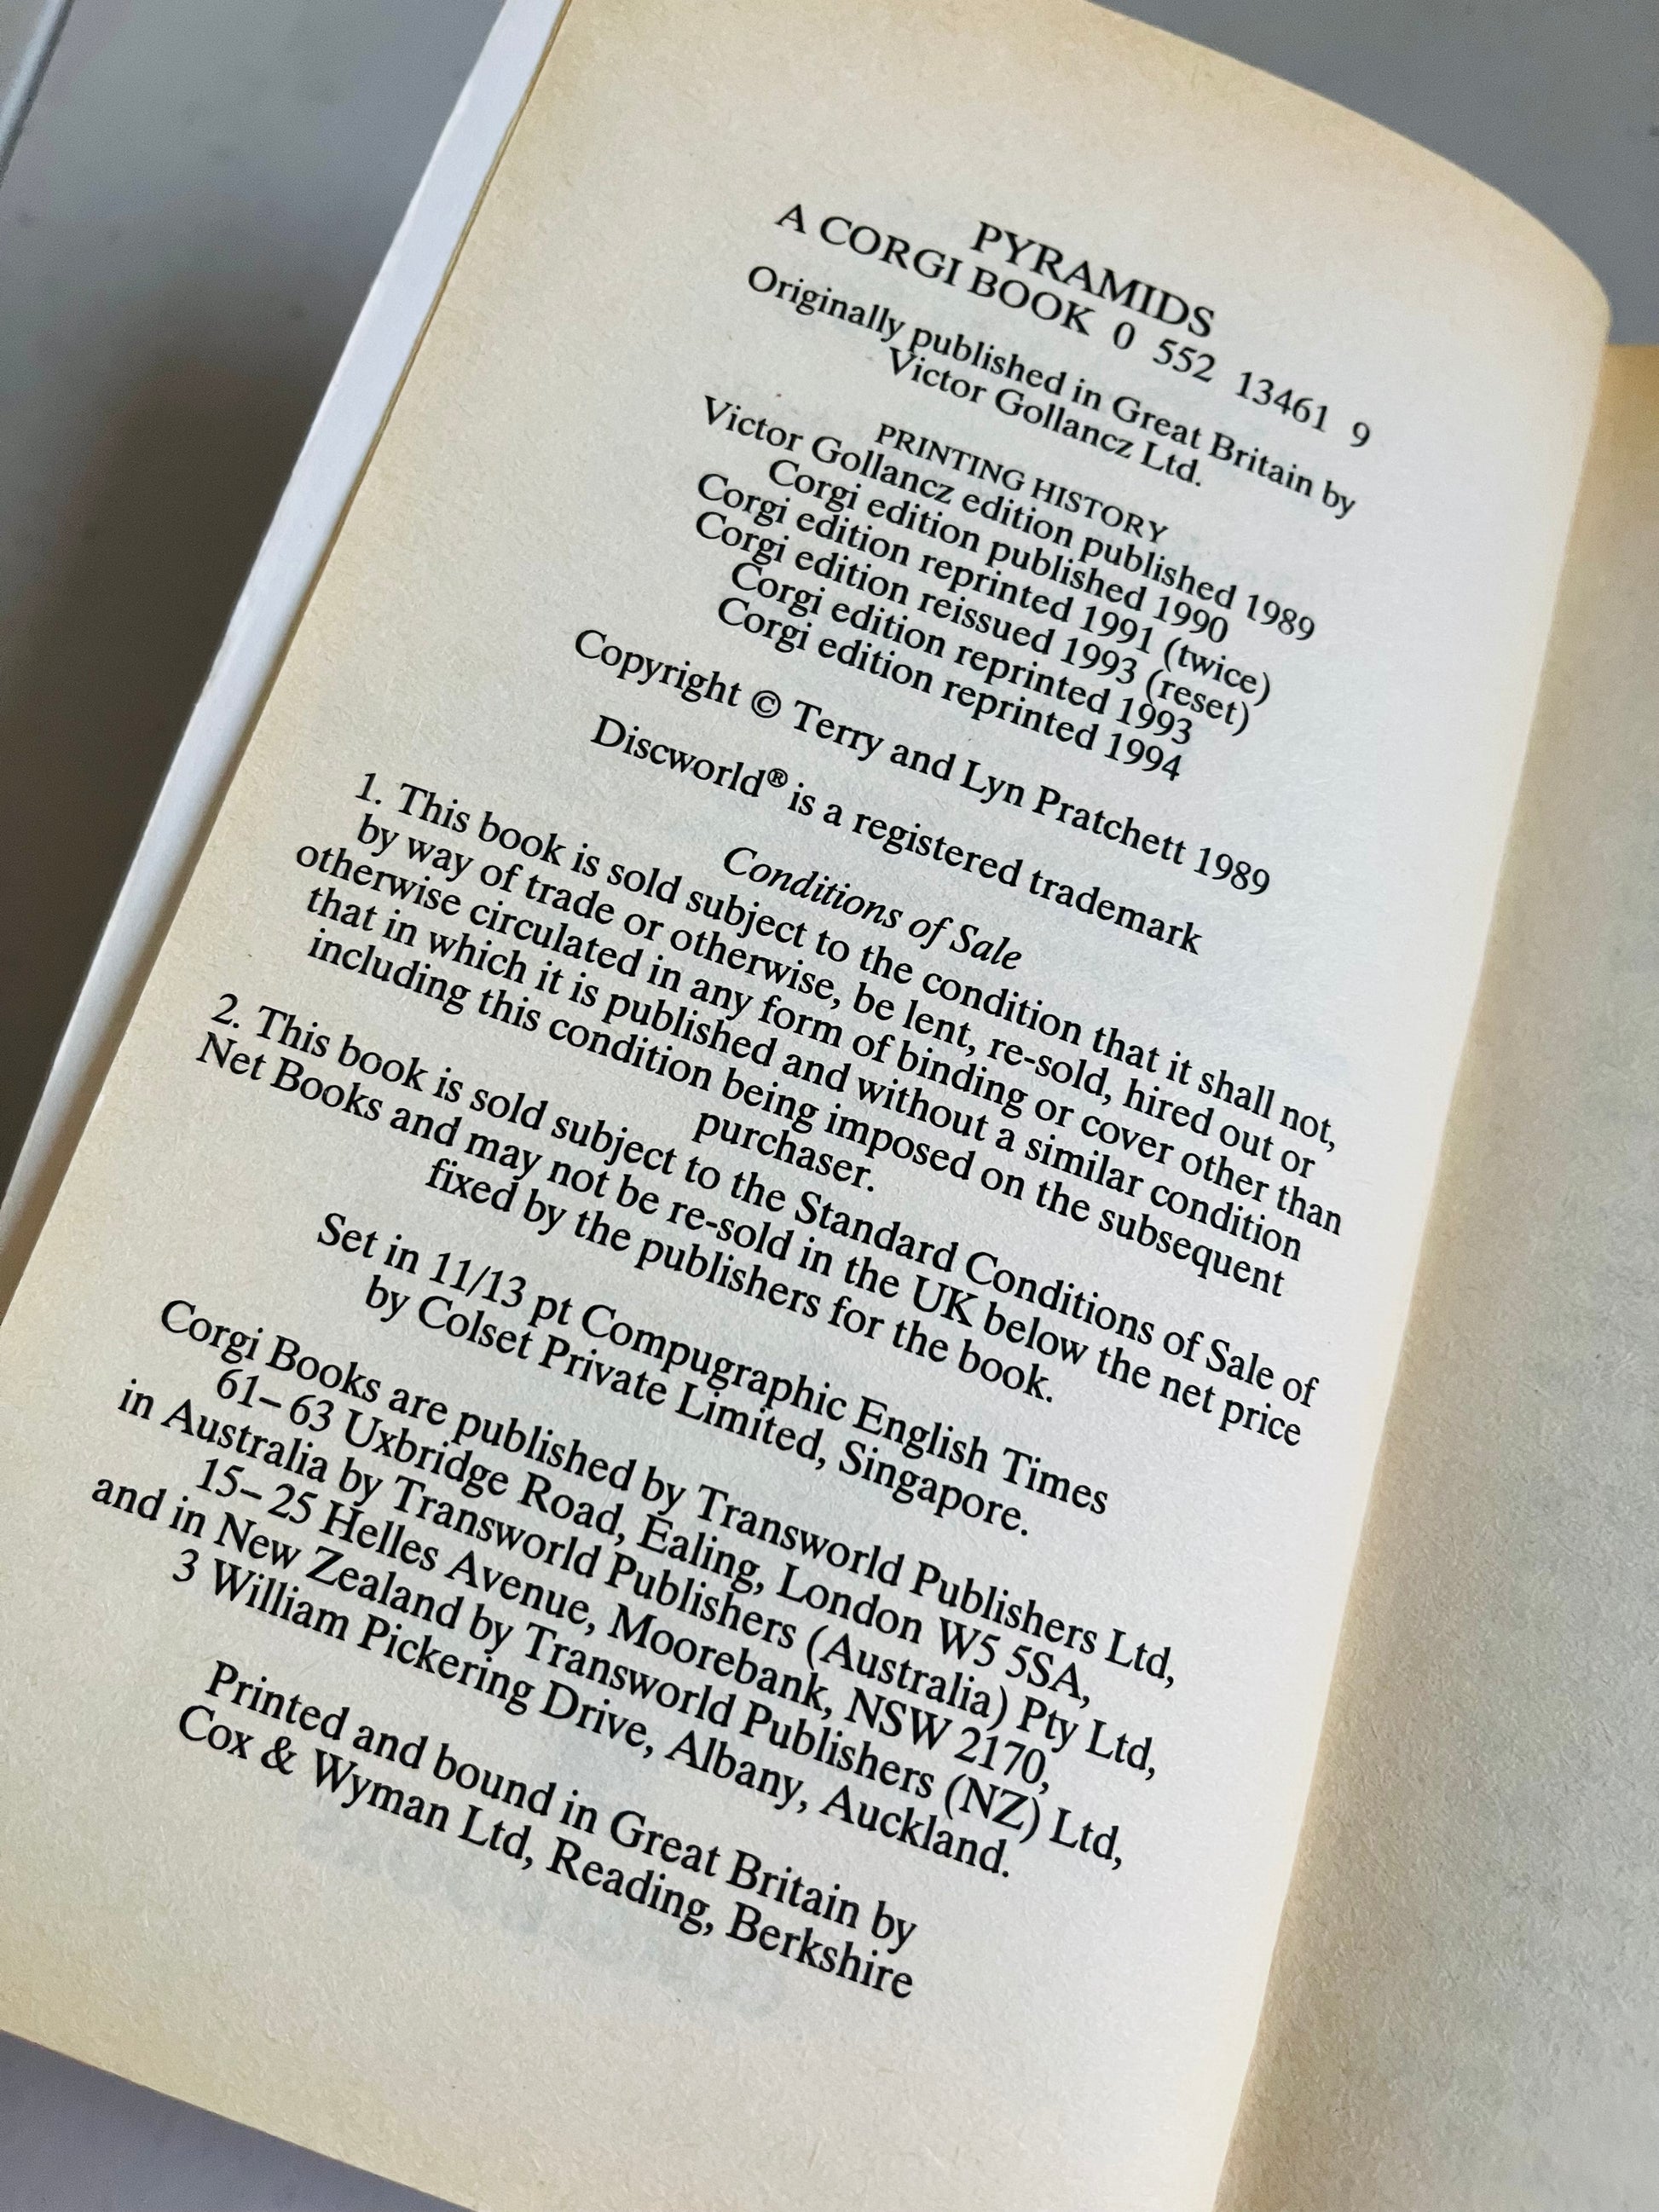 PYRAMIDS
A CORGI BOOK 0 552 13461 9
Originally published in Great Britain by
Victor Gollancz Ltd.
PRINTING HISTORY
Victor Gollancz edition published 1989
Corgi edition published 1990
Corgi edition reprinted 1991 (twice)
Corgi edition reissued 1993 (reset)
Corgi edition reprinted 1993
Corgi edition reprinted 1994
Copyright © Terry and Lyn Pratchett 1989
Discworld® is a registered trademark
Conditions of Sale
1. This book is sold subject to the condition that it shall not,
by way of trade or otherwise, be lent, re-sold, hired out or
otherwise circulated in any form of binding or cover other than
that in which it is published and without a similar condition
including this condition being imposed on the subsequent
purchaser.
2. This book is sold subject to the Standard Conditions of Sale of
Net Books and may not be re-sold in the UK below the net price
fixed by the publishers for the book.
Set in 11/13 pt Compugraphic English Times
by Colset Private Limited, Singapore.
Corgi Books are published by Transworld Publishers Ltd,
61–63 Uxbridge Road, Ealing, London W5 5SA,
in Australia by Transworld Publishers (Australia) Pty Ltd,
15–25 Helles Avenue, Moorebank, NSW 2170,
and in New Zealand by Transworld Publishers (NZ) Ltd,
3 William Pickering Drive, Albany, Auckland.
Printed and bound in Great Britain by
Cox & Wyman Ltd, Reading, Berkshire